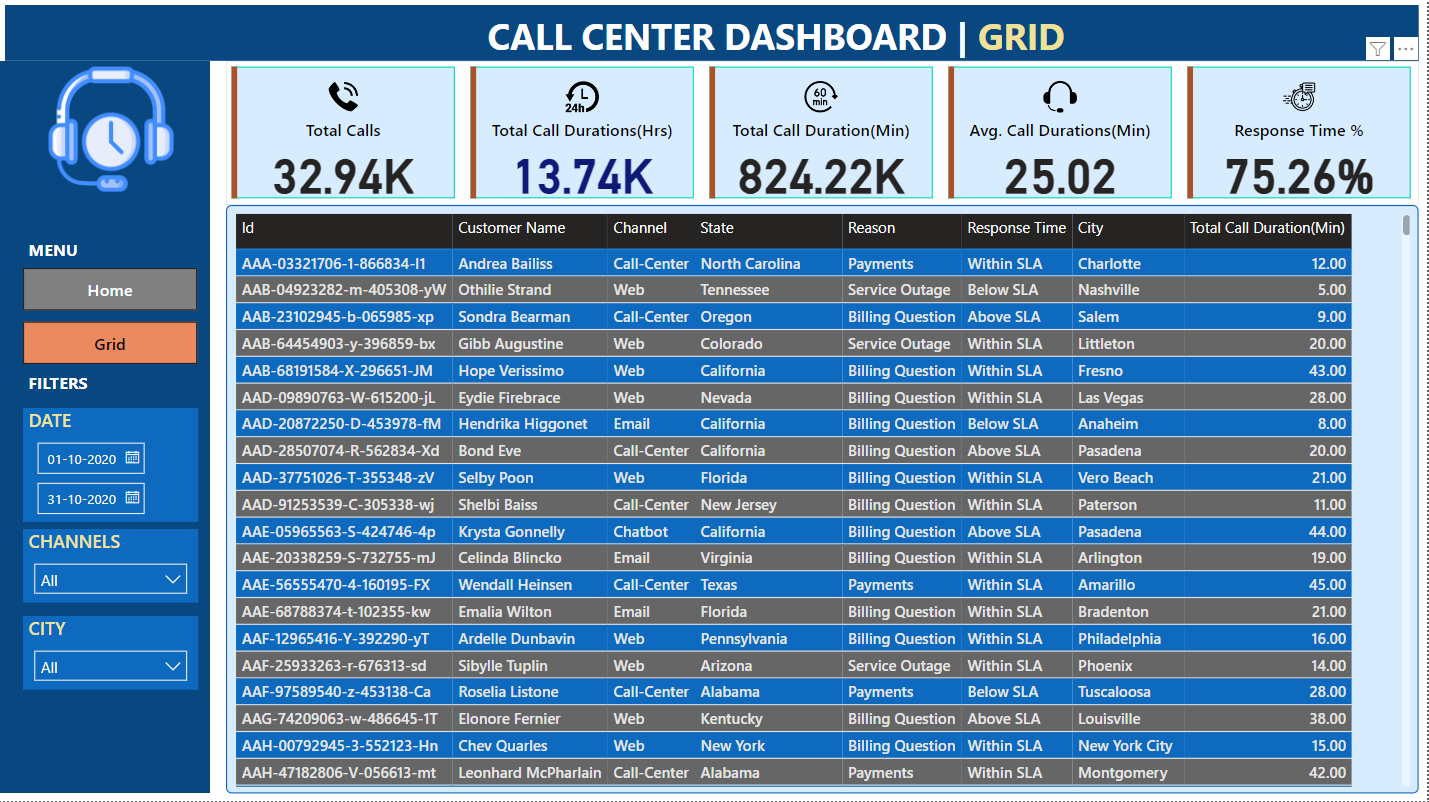 CALL CENTER DASHBOARD | GRID
24h
60
min
Total Calls
Total Call Durations(Hrs)
Total Call Duration(Min)
Avg. Call Durations(Min)
Response Time %
32.94K
13.74K
824.22K
25.02
75.26%
MENU
Home
Grid
FILTERS
DATE
01-10-2020
31-10-2020
CHANNELS
All
CITY
All
Id Customer Name Channel State Reason Response Time City Total Call Duration(Min)
AAA-03321706-1-866834-I1 Andrea Bailiss Call-Center North Carolina Payments Within SLA Charlotte 12.00
AAB-04923282-m-405308-yW Othilie Strand Web Tennessee Service Outage Below SLA Nashville 5.00
AAB-23102945-b-065985-xp Sondra Bearman Call-Center Oregon Billing Question Above SLA Salem 9.00
AAB-64454903-y-396859-bx Gibb Augustine Web Colorado Service Outage Within SLA Littleton 20.00
AAB-68191584-X-296651-JM Hope Verissimo Web California Billing Question Within SLA Fresno 43.00
AAD-09890763-W-615200-jL Eydie Firebrace Web Nevada Billing Question Within SLA Las Vegas 28.00
AAD-20872250-D-453978-fM Hendrika Higgonet Email California Billing Question Below SLA Anaheim 8.00
AAD-28507074-R-562834-Xd Bond Eve Call-Center California Billing Question Above SLA Pasadena 20.00
AAD-37751026-T-355348-zV Selby Poon Web Florida Billing Question Within SLA Vero Beach 21.00
AAD-91253539-C-305338-wj Shelbi Baiss Call-Center New Jersey Billing Question Within SLA Paterson 11.00
AAE-05965563-S-424746-4p Krysta Gonnelly Chatbot California Billing Question Above SLA Pasadena 44.00
AAE-20338259-S-732755-mJ Celinda Blincko Email Virginia Billing Question Within SLA Arlington 19.00
AAE-56555470-4-160195-FX Wendall Heinsen Call-Center Texas Payments Within SLA Amarillo 45.00
AAE-68788374-t-102355-kw Emalia Wilton Email Florida Billing Question Within SLA Bradenton 21.00
AAF-12965416-Y-392290-yT Ardelle Dunbavin Web Pennsylvania Billing Question Within SLA Philadelphia 16.00
AAF-25933263-r-676313-sd Sibylle Tuplin Web Arizona Service Outage Within SLA Phoenix 14.00
AAF-97589540-z-453138-Ca Roselia Listone Call-Center Alabama Payments Below SLA Tuscaloosa 28.00
AAG-74209063-w-486645-1T Elonore Fernier Web Kentucky Billing Question Above SLA Louisville 38.00
AAH-00792945-3-552123-Hn Chev Quarles Web New York Billing Question Within SLA New York City 15.00
AAH-47182806-V-056613-mt Leonhard McPharlain Call-Center Alabama Payments Within SLA Montgomery 42.00